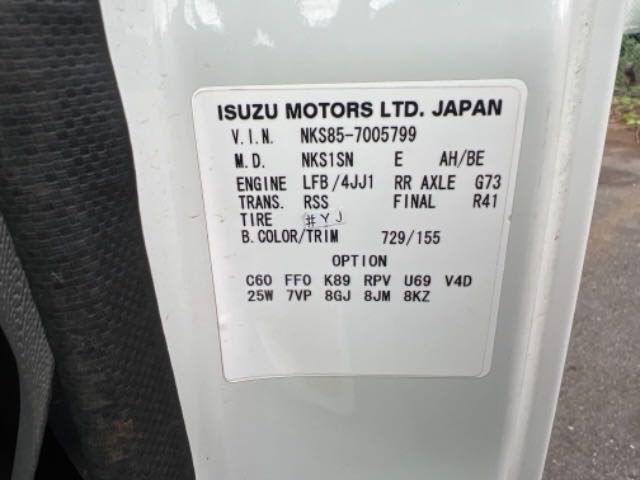 ISUZU MOTORS LTD. JAPAN
V.I.N. NKS85-7005799
M.D. NKS1SN E AH/BE
ENGINE LFB/4JJ1 RR AXLE G73
TRANS. RSS FINAL R41
TIRE #YJ
B.COLOR/TRIM 729/155
OPTION
C60 FF0 K89 RPV U69 V4D
25W 7VP 8GJ 8JM 8KZ